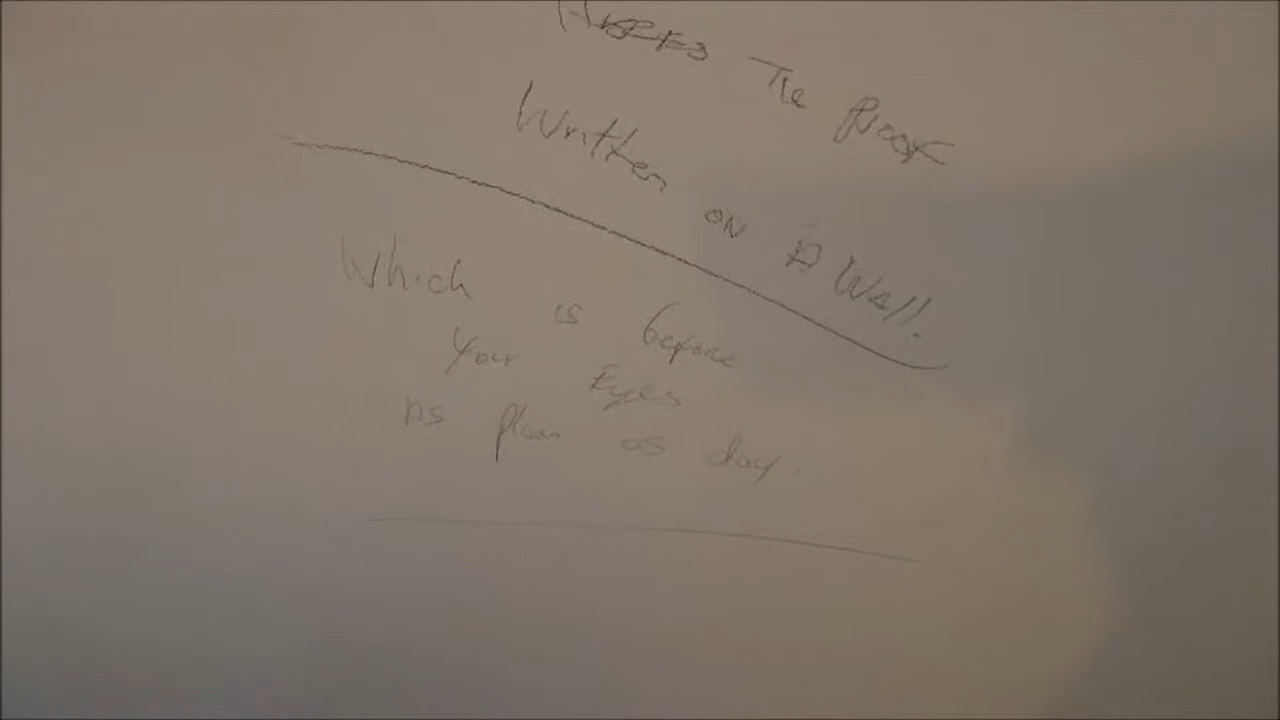 The Proof
Written on A Wall.
Which is before
Your Eyes
As plain as day.